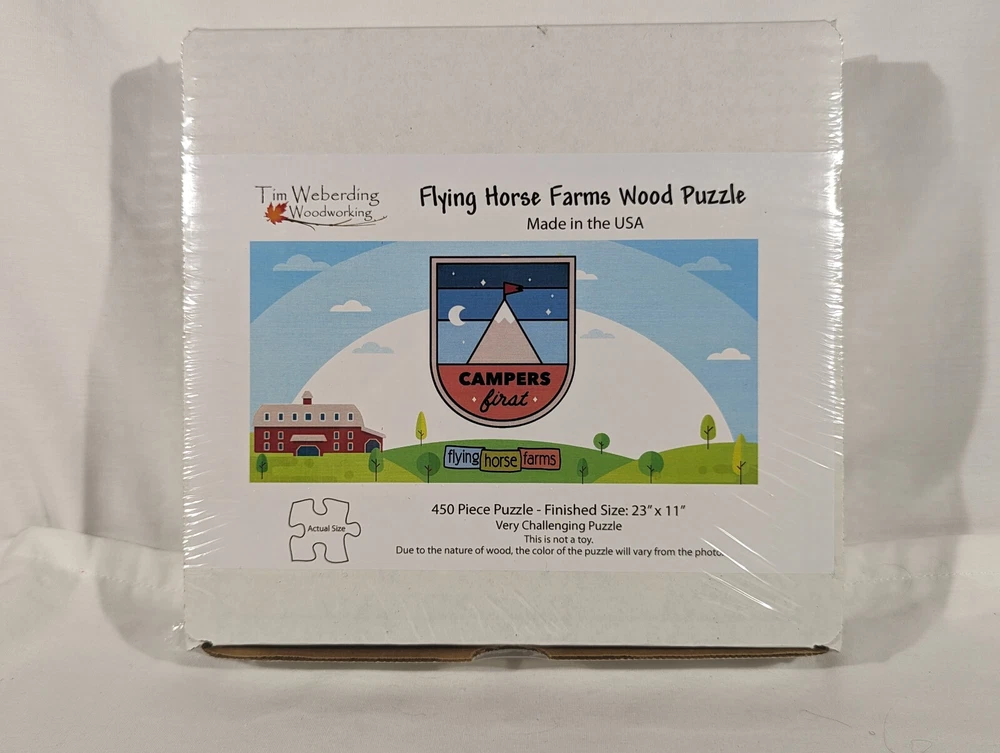 Tim Weberding
Woodworking
Flying Horse Farms Wood Puzzle
Made in the USA
CAMPERS
first
flying horse farms
Actual Size
450 Piece Puzzle - Finished Size: 23" x 11"
Very Challenging Puzzle
This is not a toy.
Due to the nature of wood, the color of the puzzle will vary from the photo.